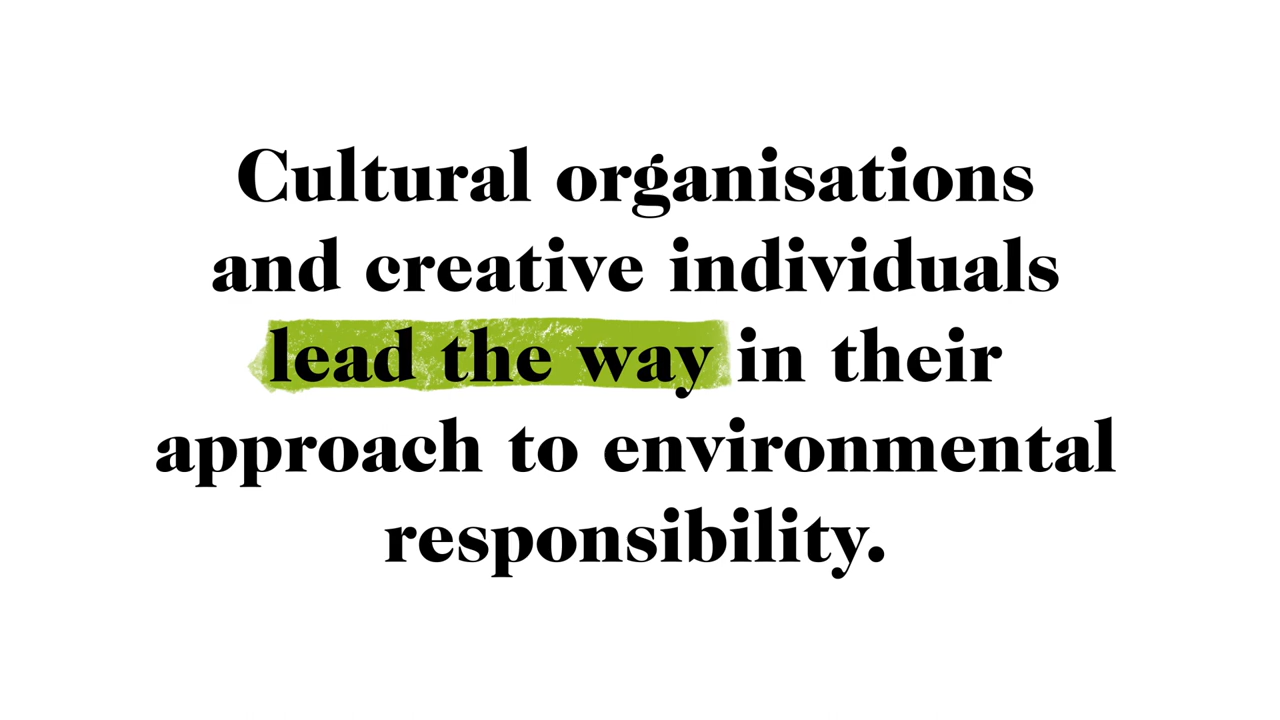 Cultural organisations
and creative individuals
lead the way in their
approach to environmental
responsibility.